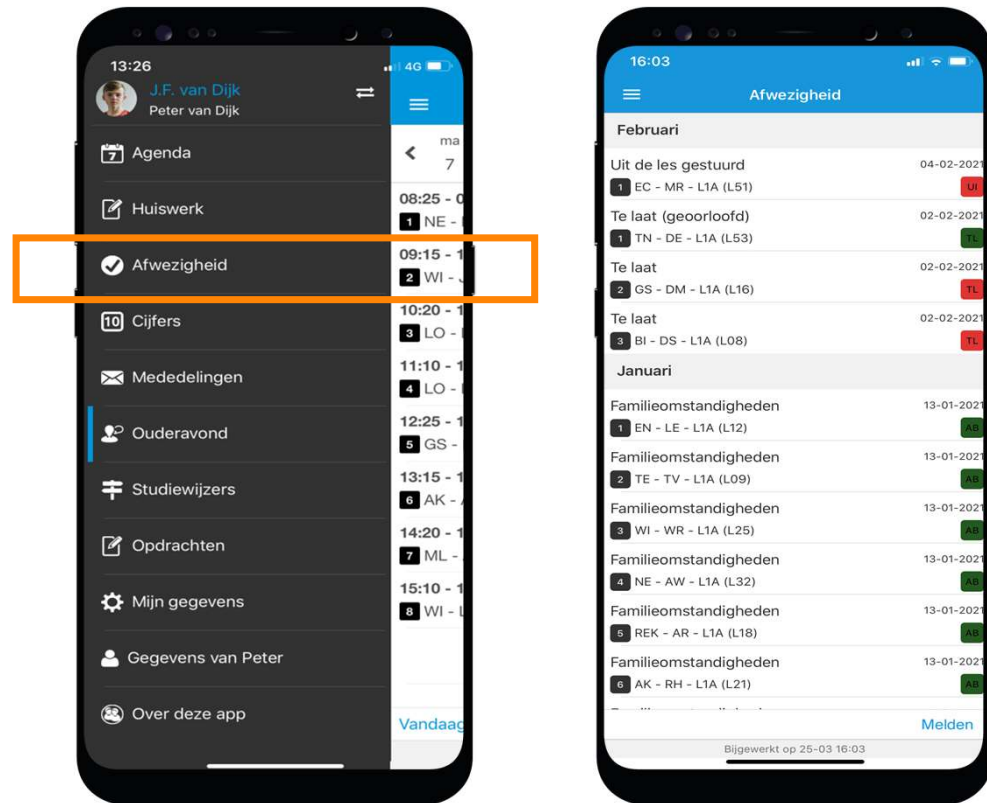 13:26
4G
J.F. van Dijk
Peter van Dijk
7 Agenda
Huiswerk
Afwezigheid
10 Cijfers
Mededelingen
Ouderavond
Studiewijzers
Opdrachten
Mijn gegevens
Gegevens van Peter
Over deze app
ma
7
08:25 - 0
1 NE -
09:15 - 1
2 WI -
10:20 - 1
3 LO -
11:10 - 1
4 LO -
12:25 - 1
5 GS -
13:15 - 1
6 AK -
14:20 - 1
7 ML -
15:10 - 1
8 WI - L
Vandaag
16:03
Afwezigheid
Februari
Uit de les gestuurd 04-02-2021
1 EC - MR - L1A (L51) UI
Te laat (geoorloofd) 02-02-2021
1 TN - DE - L1A (L53) TL
Te laat 02-02-2021
2 GS - DM - L1A (L16) TL
Te laat 02-02-2021
3 BI - DS - L1A (L08) TL
Januari
Familieomstandigheden 13-01-2021
1 EN - LE - L1A (L12) AB
Familieomstandigheden 13-01-2021
2 TE - TV - L1A (L09) AB
Familieomstandigheden 13-01-2021
3 WI - WR - L1A (L25) AB
Familieomstandigheden 13-01-2021
4 NE - AW - L1A (L32) AB
Familieomstandigheden 13-01-2021
5 REK - AR - L1A (L18) AB
Familieomstandigheden 13-01-2021
6 AK - RH - L1A (L21) AB
Melden
Bijgewerkt op 25-03 16:03